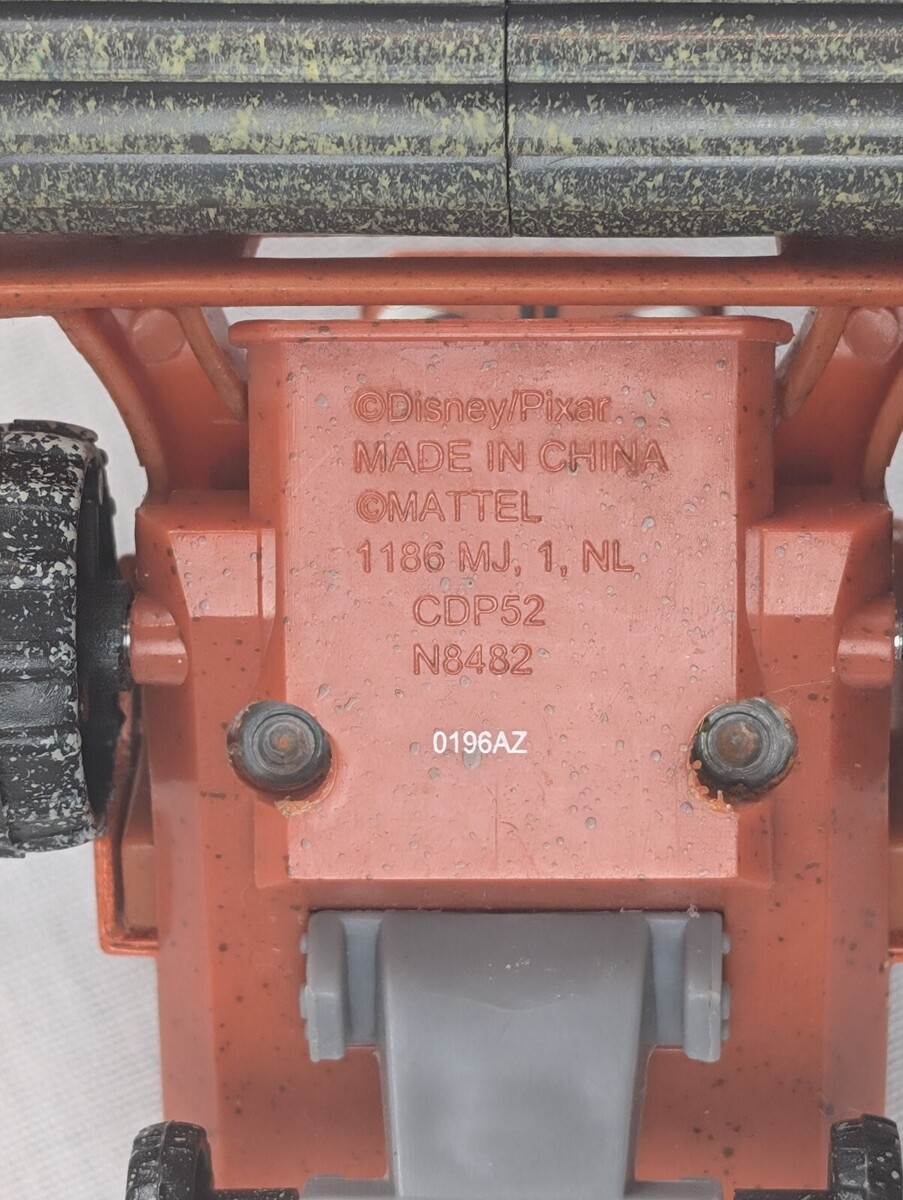 ©Disney/Pixar
MADE IN CHINA
©MATTEL
1186 MJ, 1, NL
CDP52
N8482
0196AZ